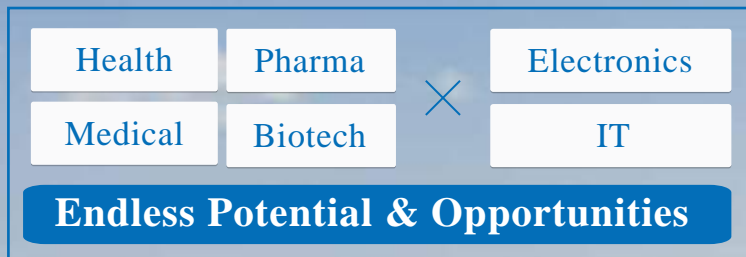 Health Pharma × Electronics
Medical Biotech IT
Endless Potential & Opportunities